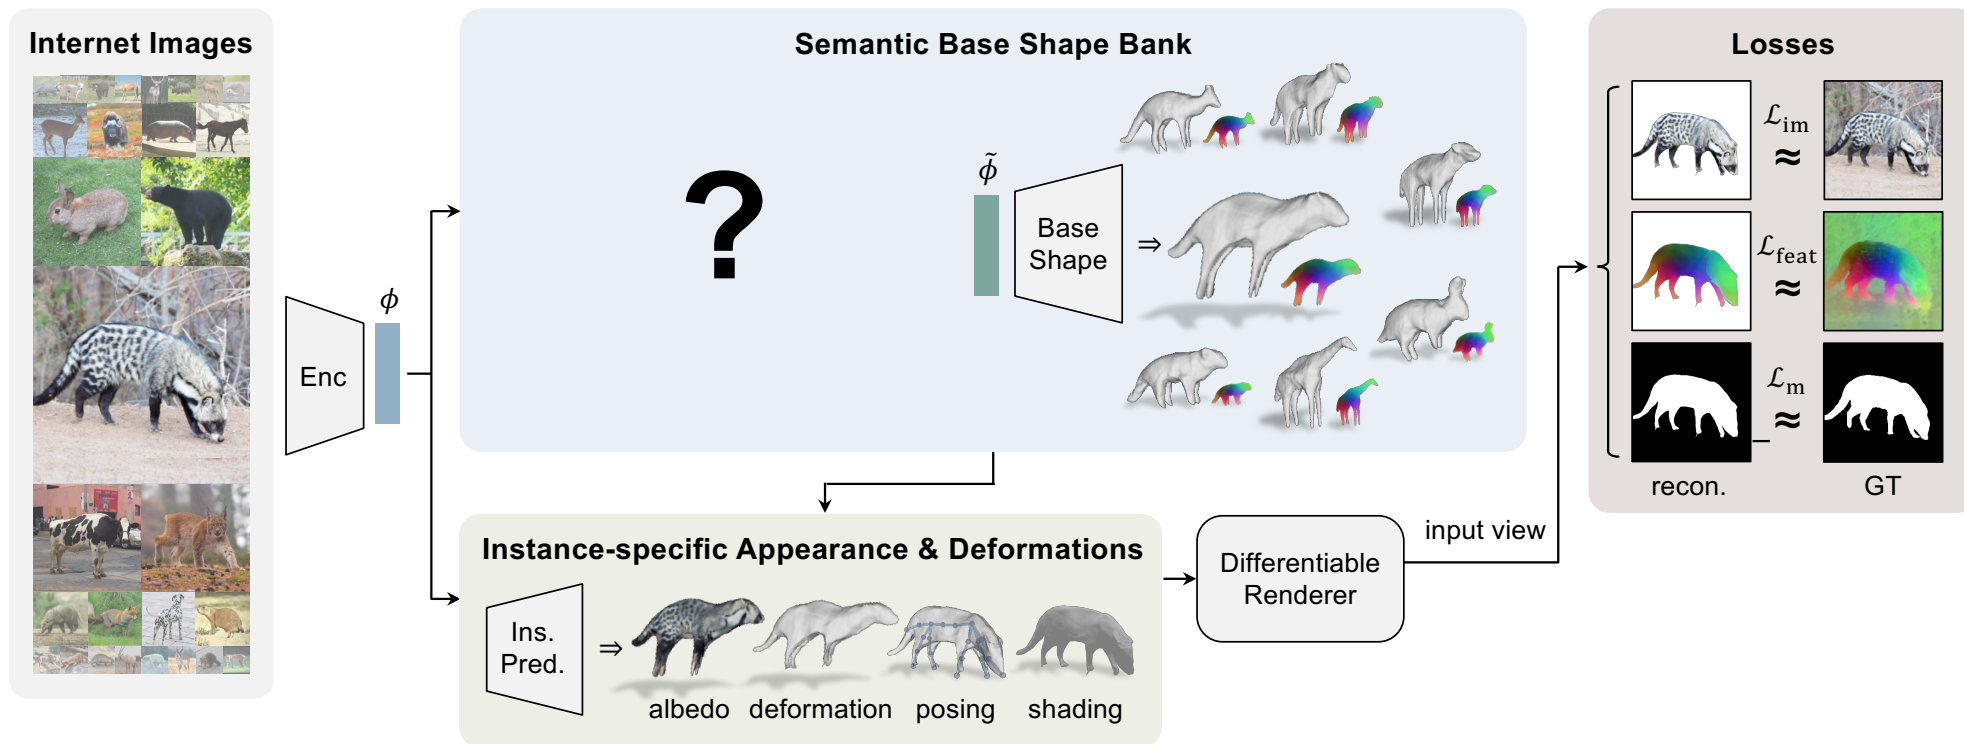 Internet Images
Enc
ϕ
Semantic Base Shape Bank
?
ϕ̃
Base
Shape
⇒
Instance-specific Appearance & Deformations
Ins.
Pred.
⇒
albedo deformation posing shading
Differentiable
Renderer
input view
Losses
ℒim
≈
ℒfeat
≈
ℒm
≈
recon. GT